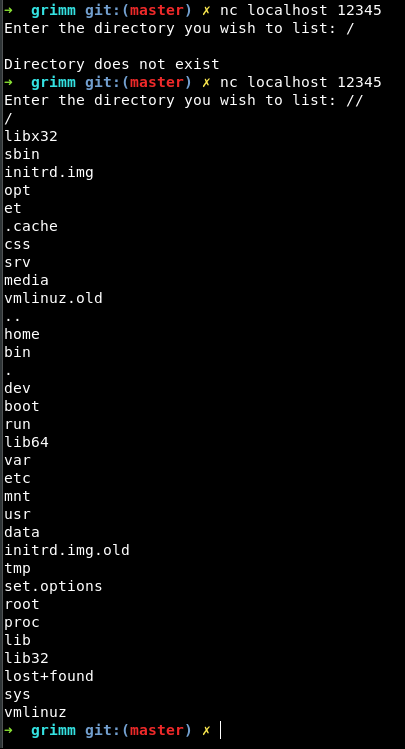 ➜  grimm git:(master) ✗ nc localhost 12345
Enter the directory you wish to list: /

Directory does not exist
➜  grimm git:(master) ✗ nc localhost 12345
Enter the directory you wish to list: //
/
libx32
sbin
initrd.img
opt
et
.cache
css
srv
media
vmlinuz.old
..
home
bin
.
dev
boot
run
lib64
var
etc
mnt
usr
data
initrd.img.old
tmp
set.options
root
proc
lib
lib32
lost+found
sys
vmlinuz
➜  grimm git:(master) ✗